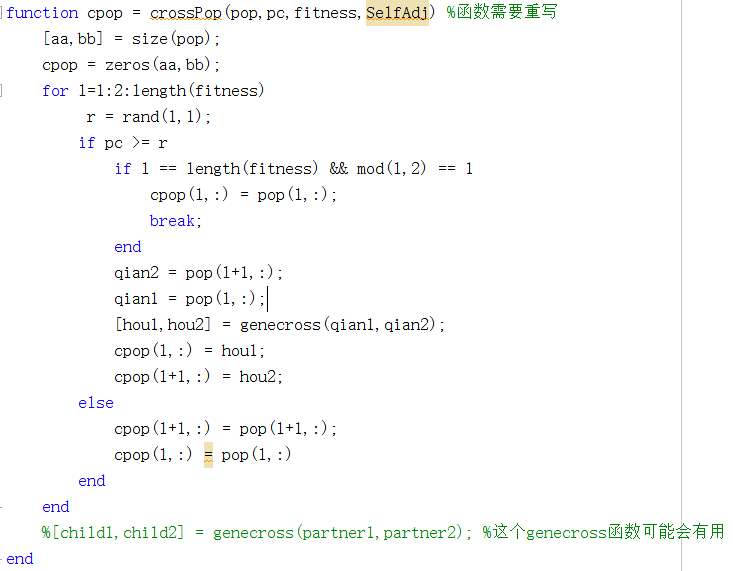 function cpop = crossPop(pop,pc,fitness,SelfAdj) %函数需要重写
    [aa,bb] = size(pop);
    cpop = zeros(aa,bb);
    for l=1:2:length(fitness)
         r = rand(1,1);
        if pc >= r
            if l == length(fitness) && mod(l,2) == 1
                cpop(l,:) = pop(l,:);
                break;
            end
            qian2 = pop(l+1,:);
            qian1 = pop(l,:);
            [hou1,hou2] = genecross(qian1,qian2);
            cpop(l,:) = hou1;
            cpop(l+1,:) = hou2;
        else
            cpop(l+1,:) = pop(l+1,:);
            cpop(l,:) = pop(l,:)
        end
    end
    %[child1,child2] = genecross(partner1,partner2); %这个genecross函数可能会有用
end